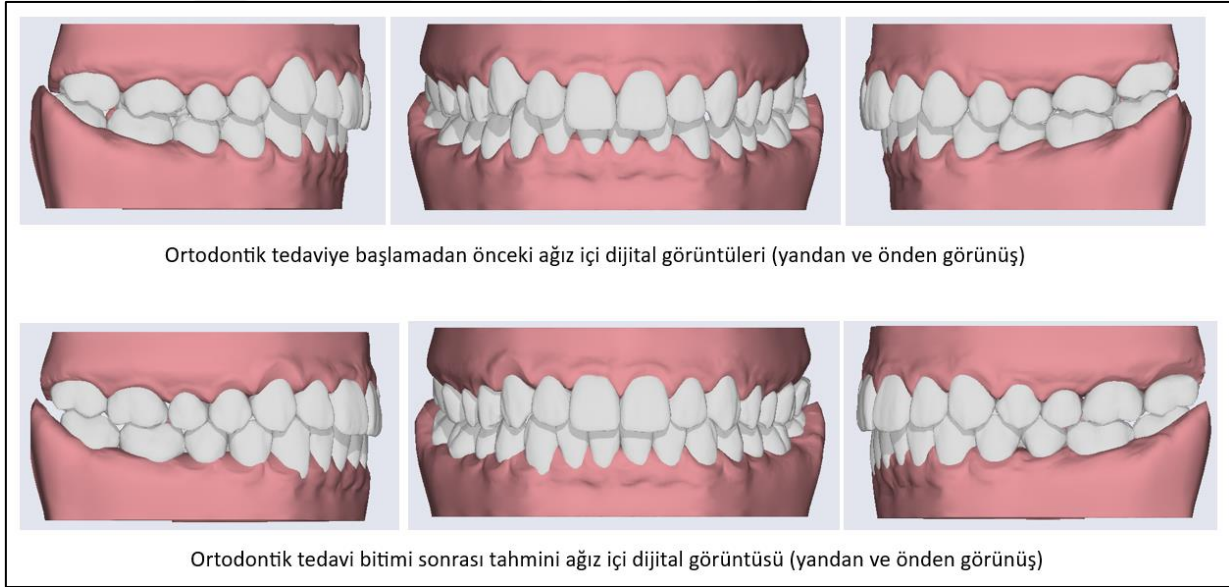 Ortodontik tedaviye başlamadan önceki ağız içi dijital görüntüleri (yandan ve önden görünüş)
Ortodontik tedavi bitimi sonrası tahmini ağız içi dijital görüntüsü (yandan ve önden görünüş)